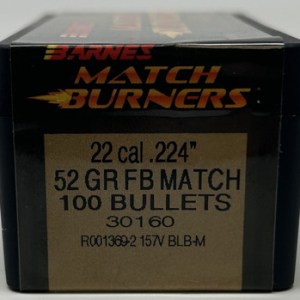 BARNES
MATCH
BURNERS
22 cal .224"
52 GR FB MATCH
100 BULLETS
30160
R001369-2 157V BLB-M